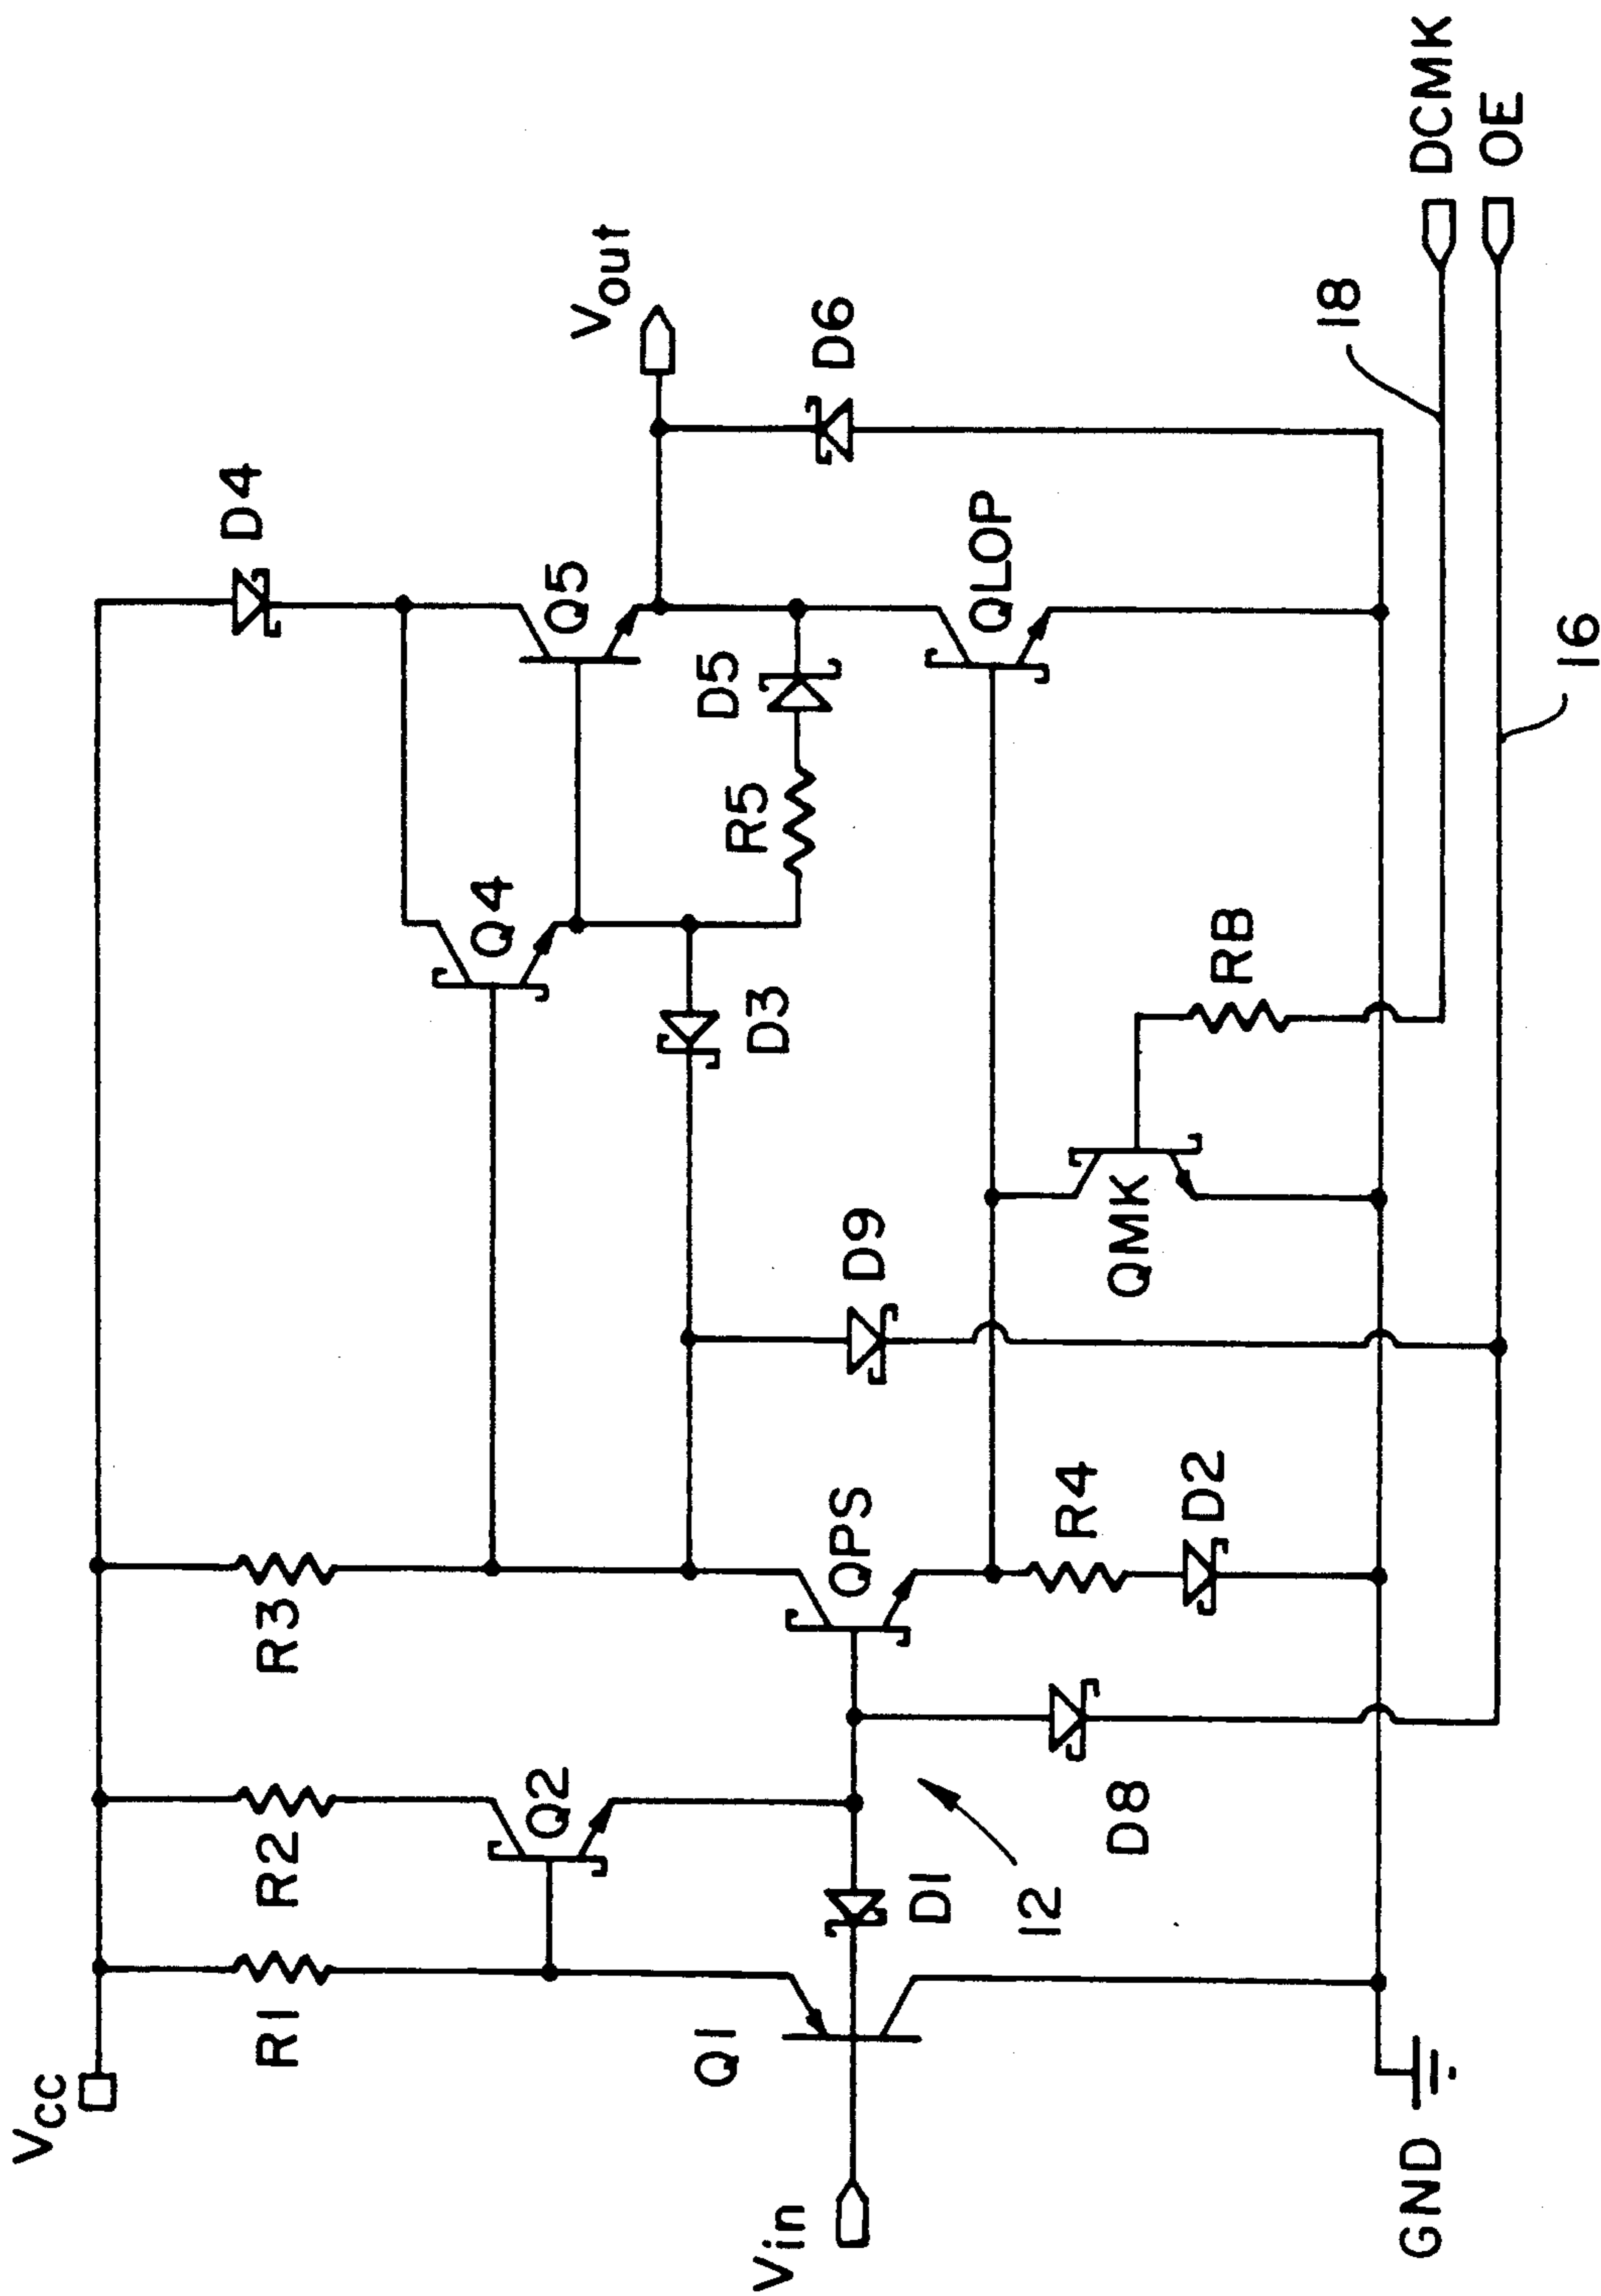 VCC
R1
R2
R3
D4
Q1
Q2
Q4
Q5
Vout
Vin
D1
12
QPS
D3
R5
D5
D6
D8
D9
R4
D2
QMK
RB
QLOP
18
DCMK
OE
16
GND